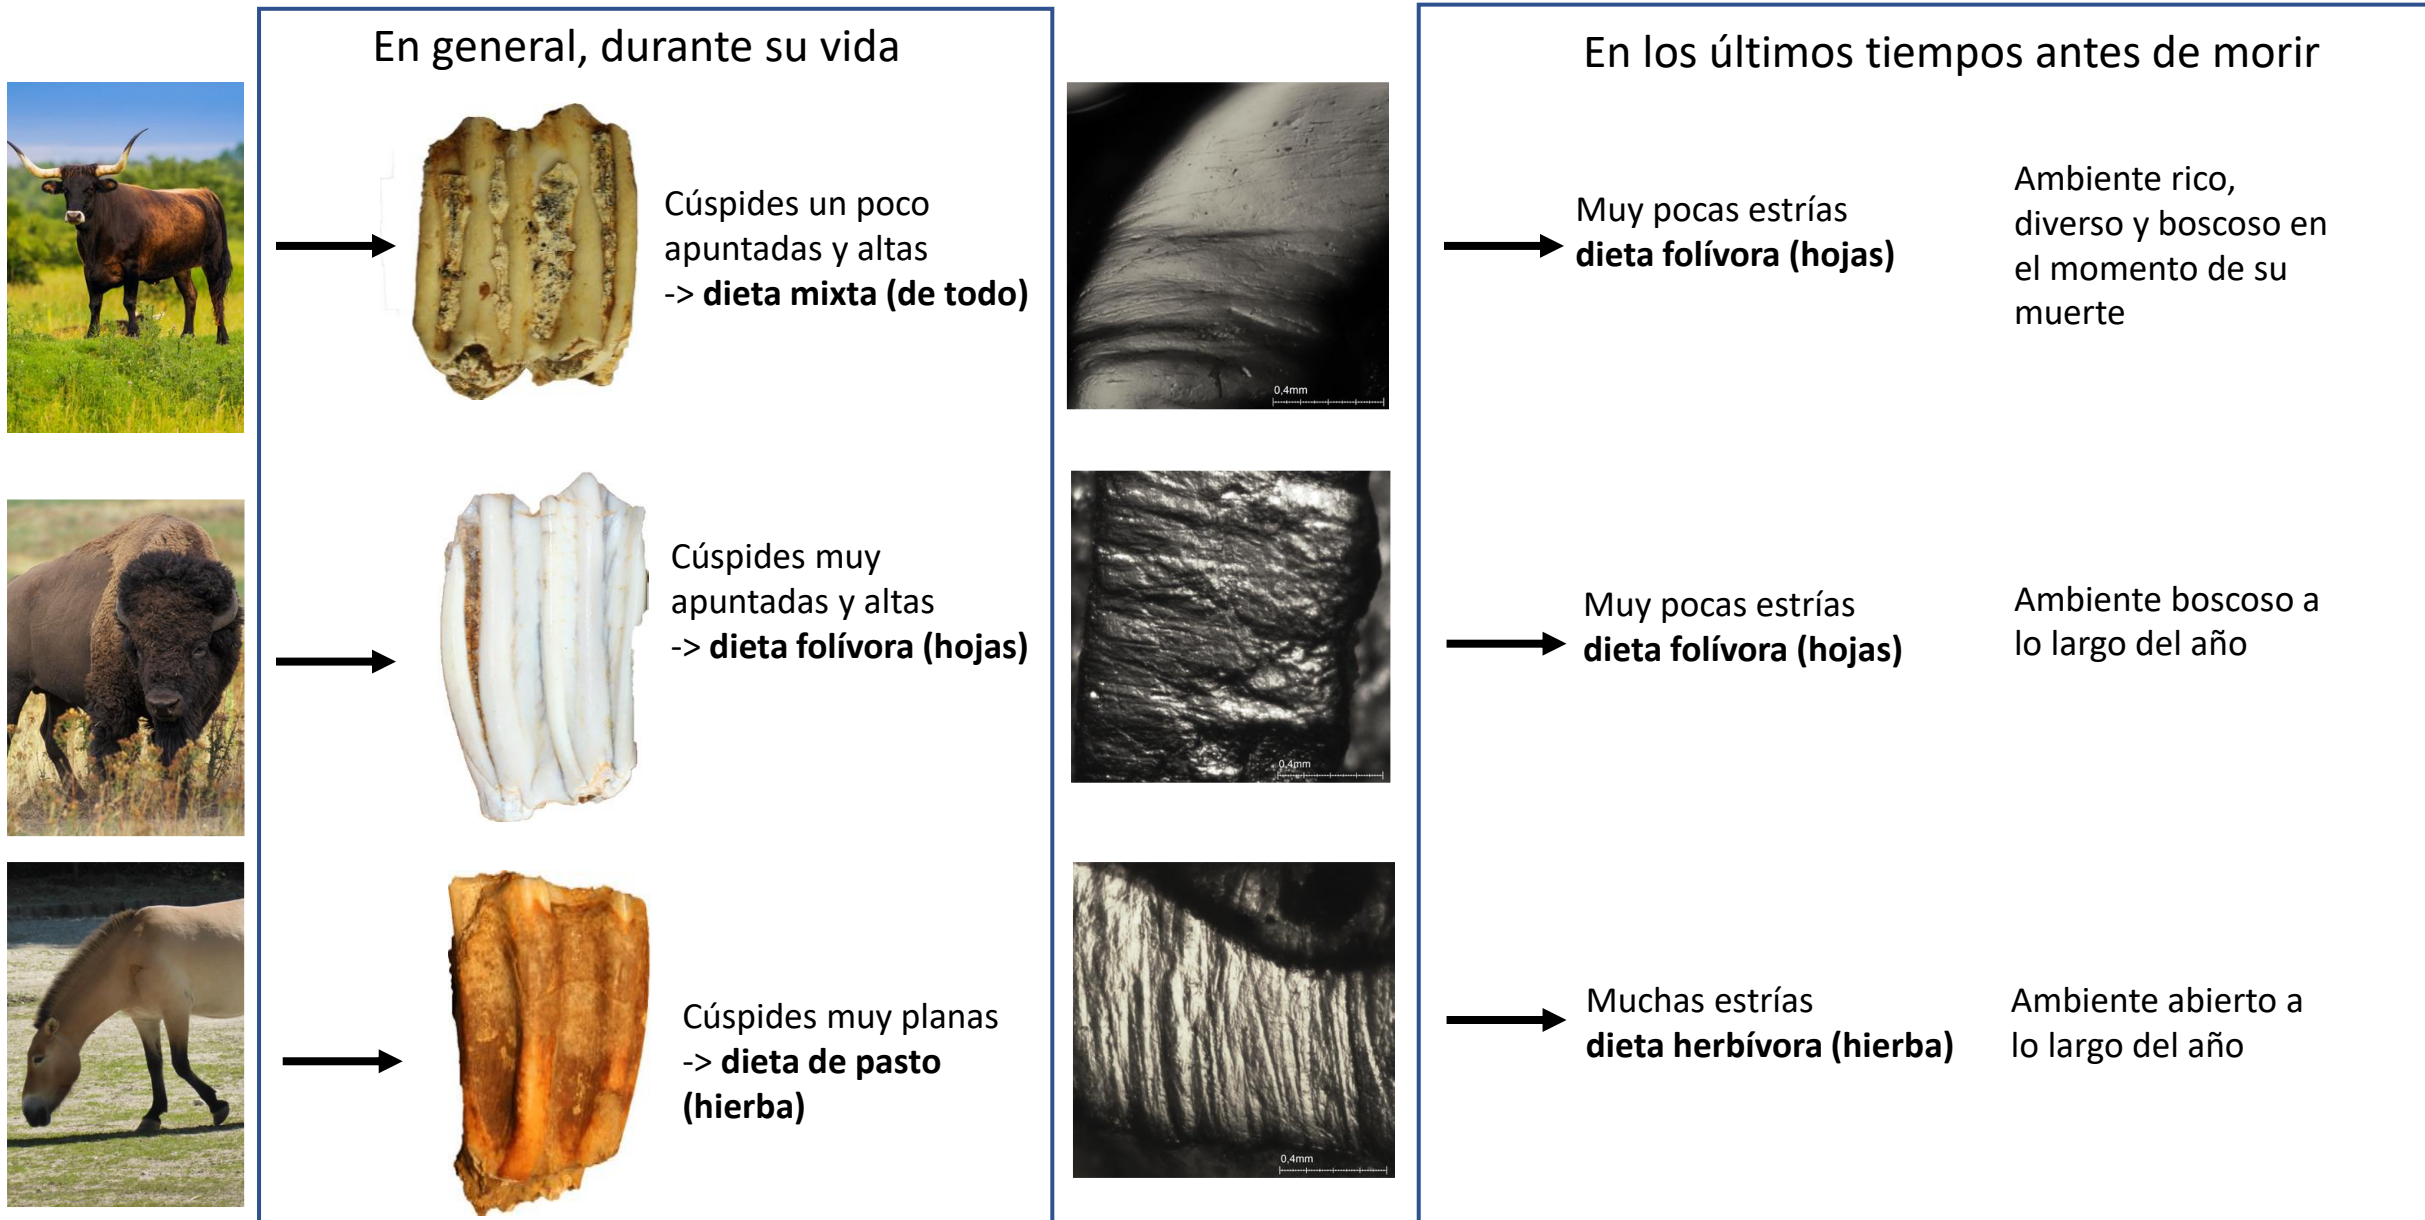 En general, durante su vida
Cúspides un poco
apuntadas y altas
-> dieta mixta (de todo)
Cúspides muy
apuntadas y altas
-> dieta folívora (hojas)
Cúspides muy planas
-> dieta de pasto
(hierba)
0,4mm
0,4mm
0,4mm
En los últimos tiempos antes de morir
Muy pocas estrías
dieta folívora (hojas)
Ambiente rico,
diverso y boscoso en
el momento de su
muerte
Muy pocas estrías
dieta folívora (hojas)
Ambiente boscoso a
lo largo del año
Muchas estrías
dieta herbívora (hierba)
Ambiente abierto a
lo largo del año